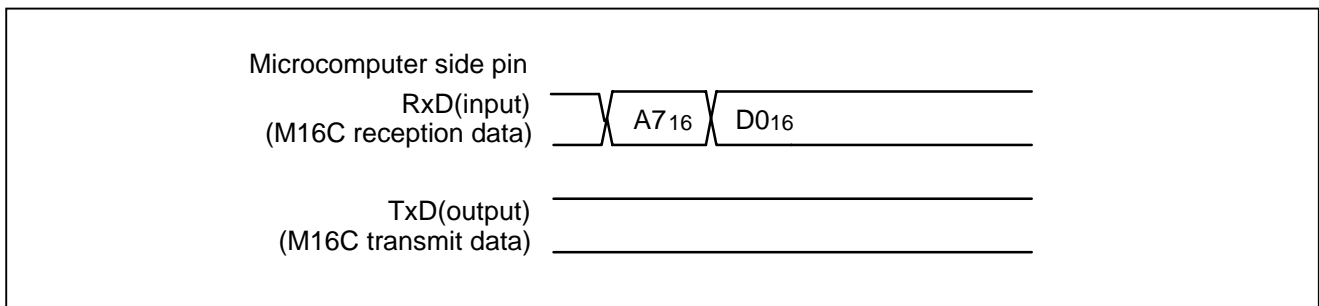 Microcomputer side pin
RxD(input)
(M16C reception data)
A7₁₆ D0₁₆
TxD(output)
(M16C transmit data)